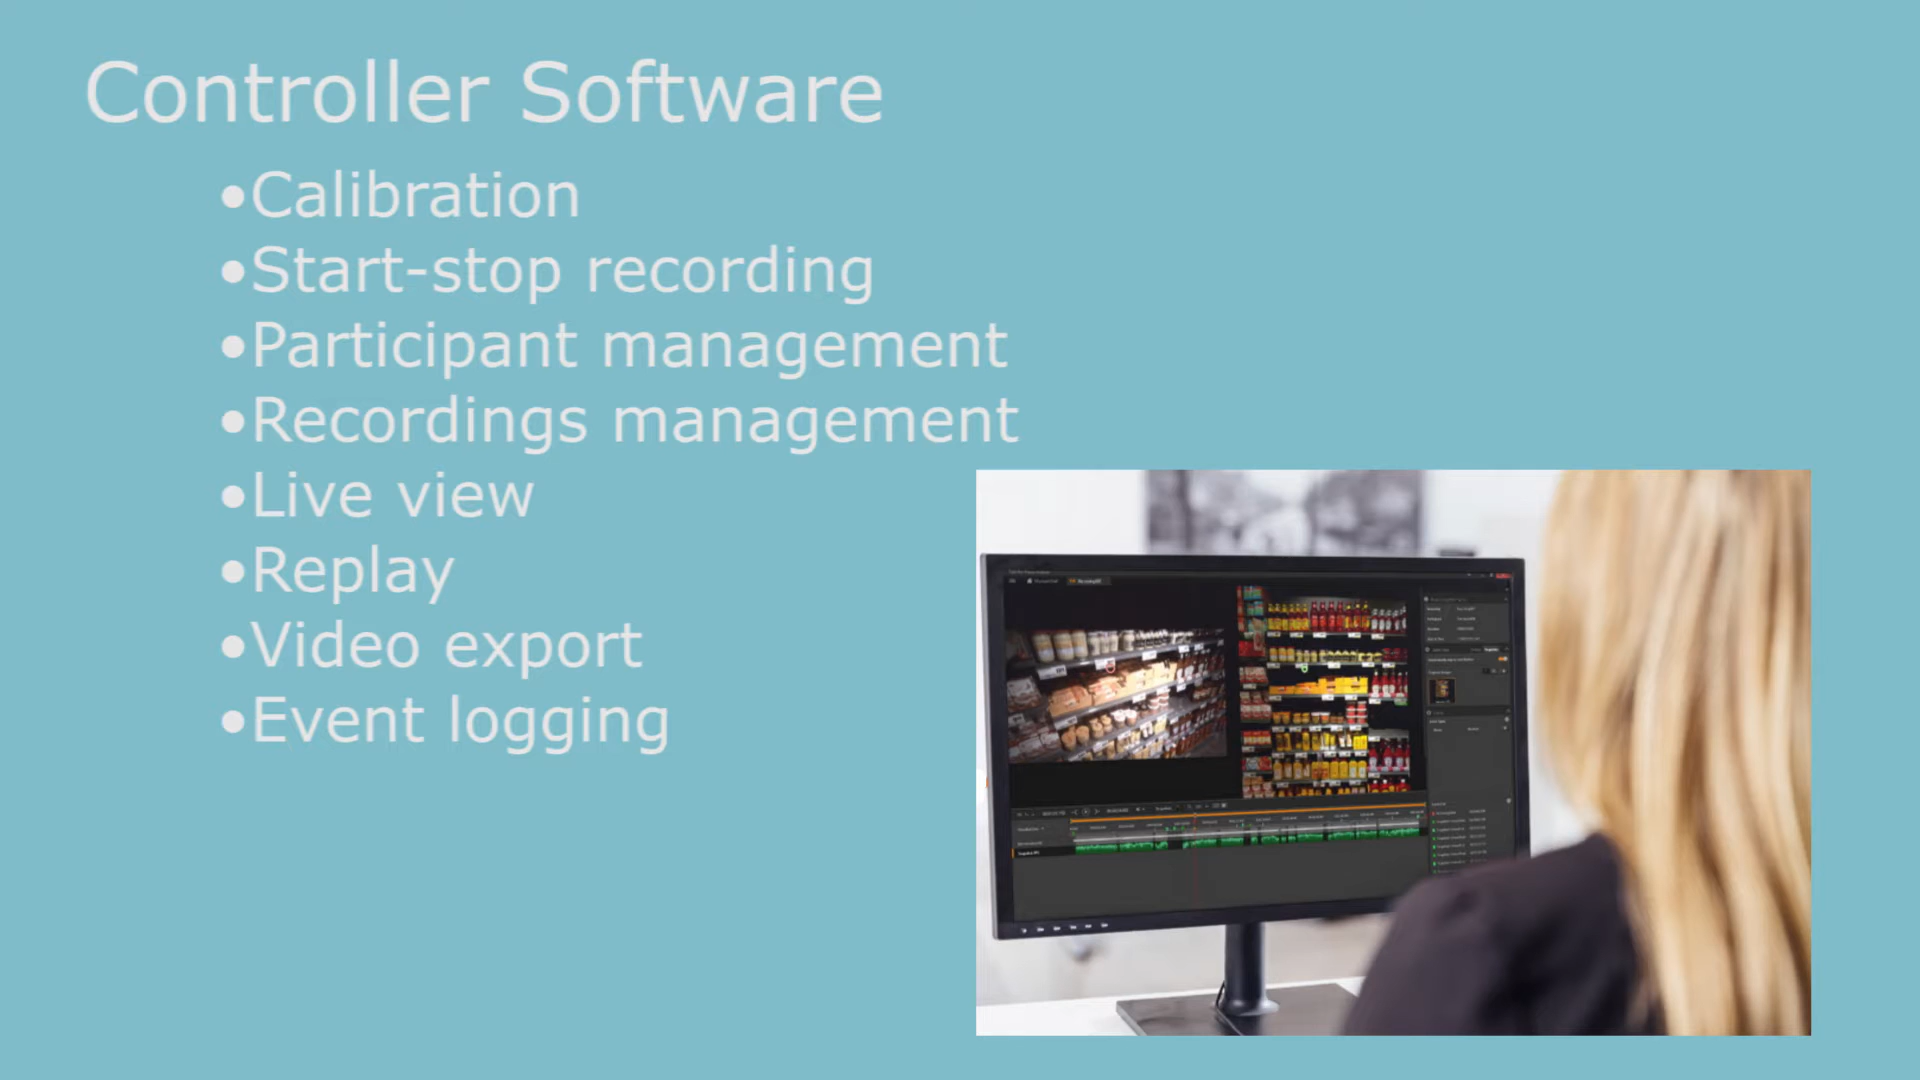 Controller Software
•Calibration
•Start-stop recording
•Participant management
•Recordings management
•Live view
•Replay
•Video export
•Event logging